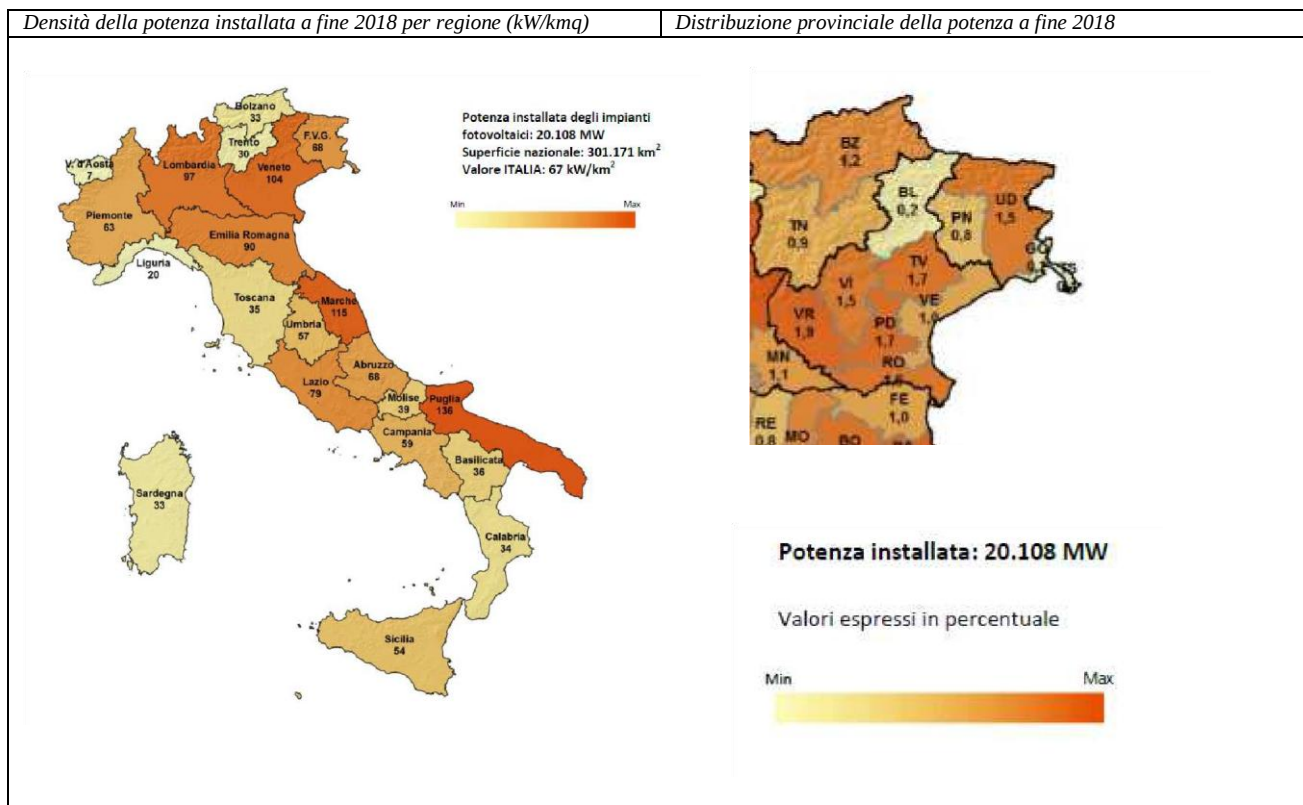 Densità della potenza installata a fine 2018 per regione (kW/kmq)
Distribuzione provinciale della potenza a fine 2018
Potenza installata degli impianti
fotovoltaici: 20.108 MW
Superficie nazionale: 301.171 km²
Valore ITALIA: 67 kW/km²
Min
Max
Bolzano
33
Trento
30
F.V.G.
68
V. d'Aosta
7
Lombardia
97
Veneto
104
Piemonte
63
Emilia Romagna
90
Liguria
20
Toscana
35
Marche
115
Umbria
57
Abruzzo
68
Lazio
79
Molise
39
Puglia
136
Campania
59
Basilicata
36
Sardegna
33
Calabria
34
Sicilia
54
BZ
1,2
BL
0,2
UD
1,5
PN
0,8
TN
0,9
GO
TV
1,7
VI
1,5
VE
VR
1,9
PD
1,7
RO
MN
1,1
FE
1,0
RE
0,8
MO
BO
Potenza installata: 20.108 MW
Valori espressi in percentuale
Min
Max